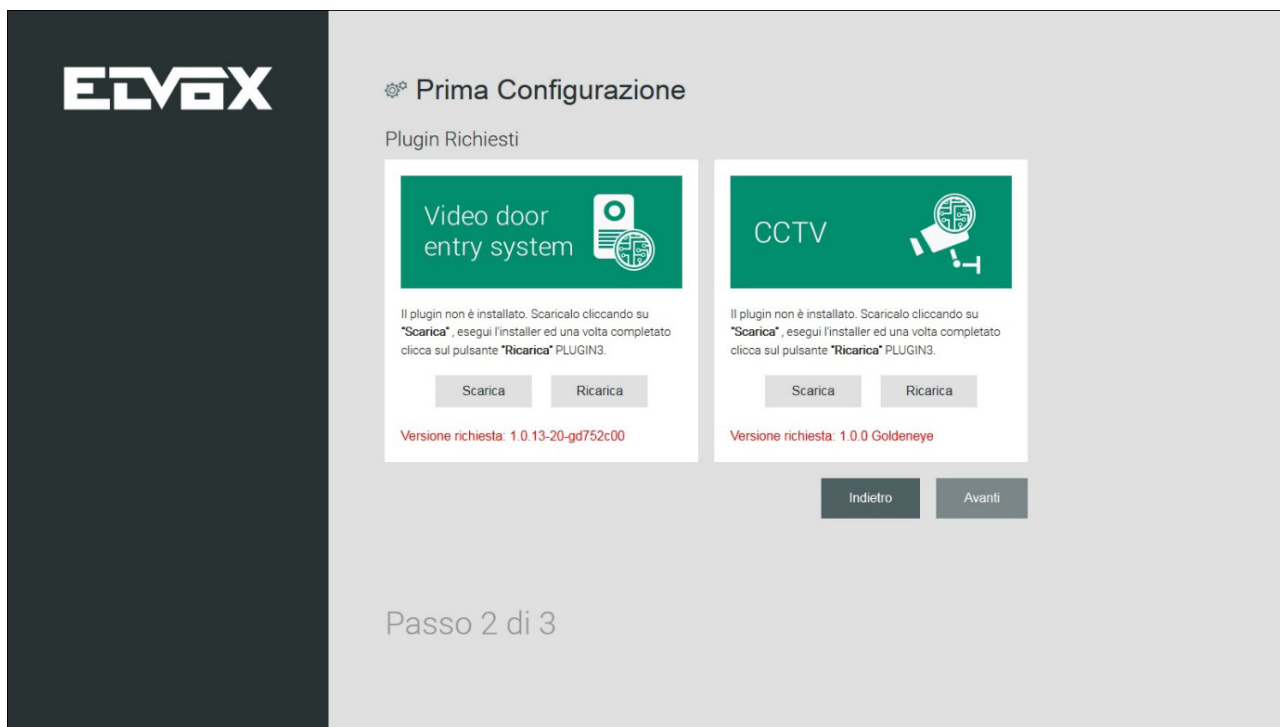 ELVOX
Prima Configurazione
Plugin Richiesti
Video door
entry system
Il plugin non è installato. Scaricalo cliccando su
"Scarica" , esegui l'installer ed una volta completato
clicca sul pulsante "Ricarica" PLUGIN3.
Scarica Ricarica
Versione richiesta: 1.0.13-20-gd752c00
CCTV
Il plugin non è installato. Scaricalo cliccando su
"Scarica" , esegui l'installer ed una volta completato
clicca sul pulsante "Ricarica" PLUGIN3.
Scarica Ricarica
Versione richiesta: 1.0.0 Goldeneye
Indietro Avanti
Passo 2 di 3